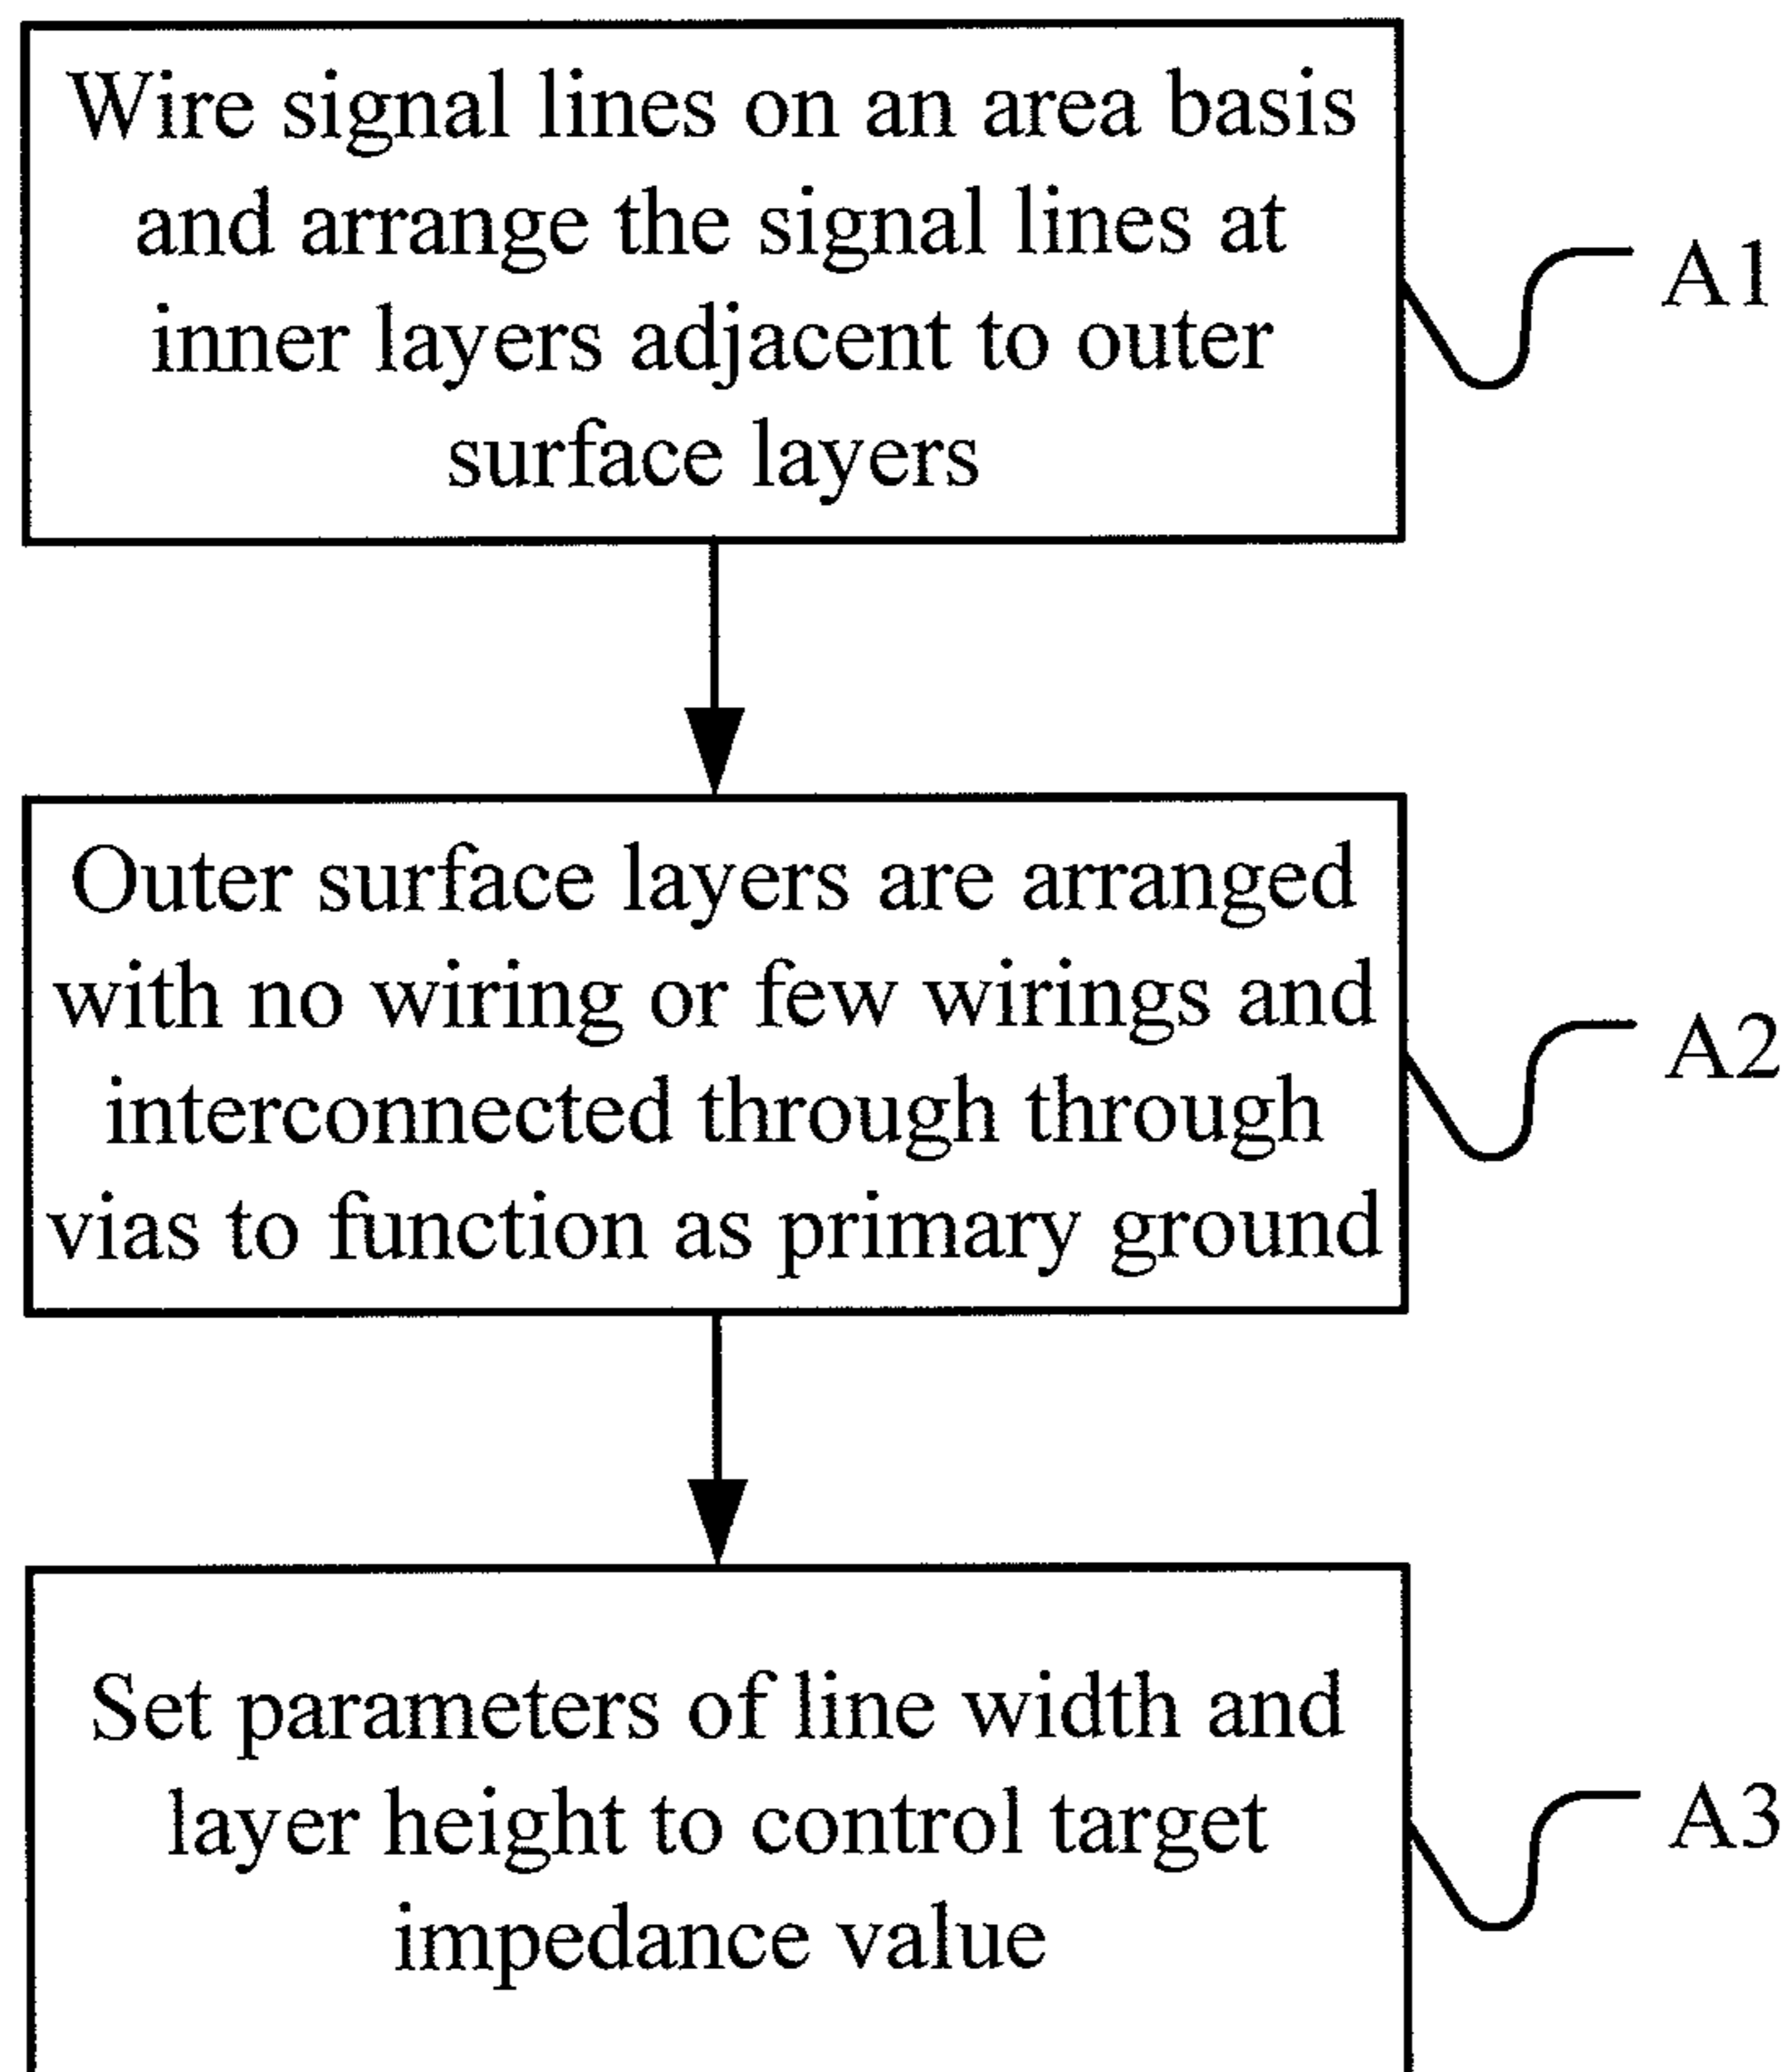 Wire signal lines on an area basis
and arrange the signal lines at
inner layers adjacent to outer
surface layers
A1
Outer surface layers are arranged
with no wiring or few wirings and
interconnected through through
vias to function as primary ground
A2
Set parameters of line width and
layer height to control target
impedance value
A3